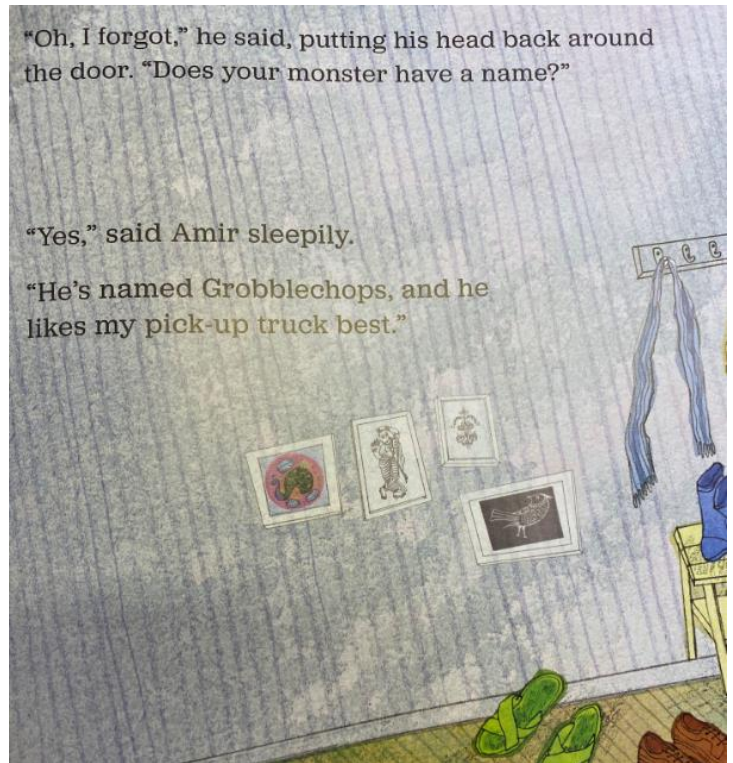 “Oh, I forgot,” he said, putting his head back around
the door. “Does your monster have a name?”
“Yes,” said Amir sleepily.
“He’s named Grobblechops, and he
likes my pick-up truck best.”